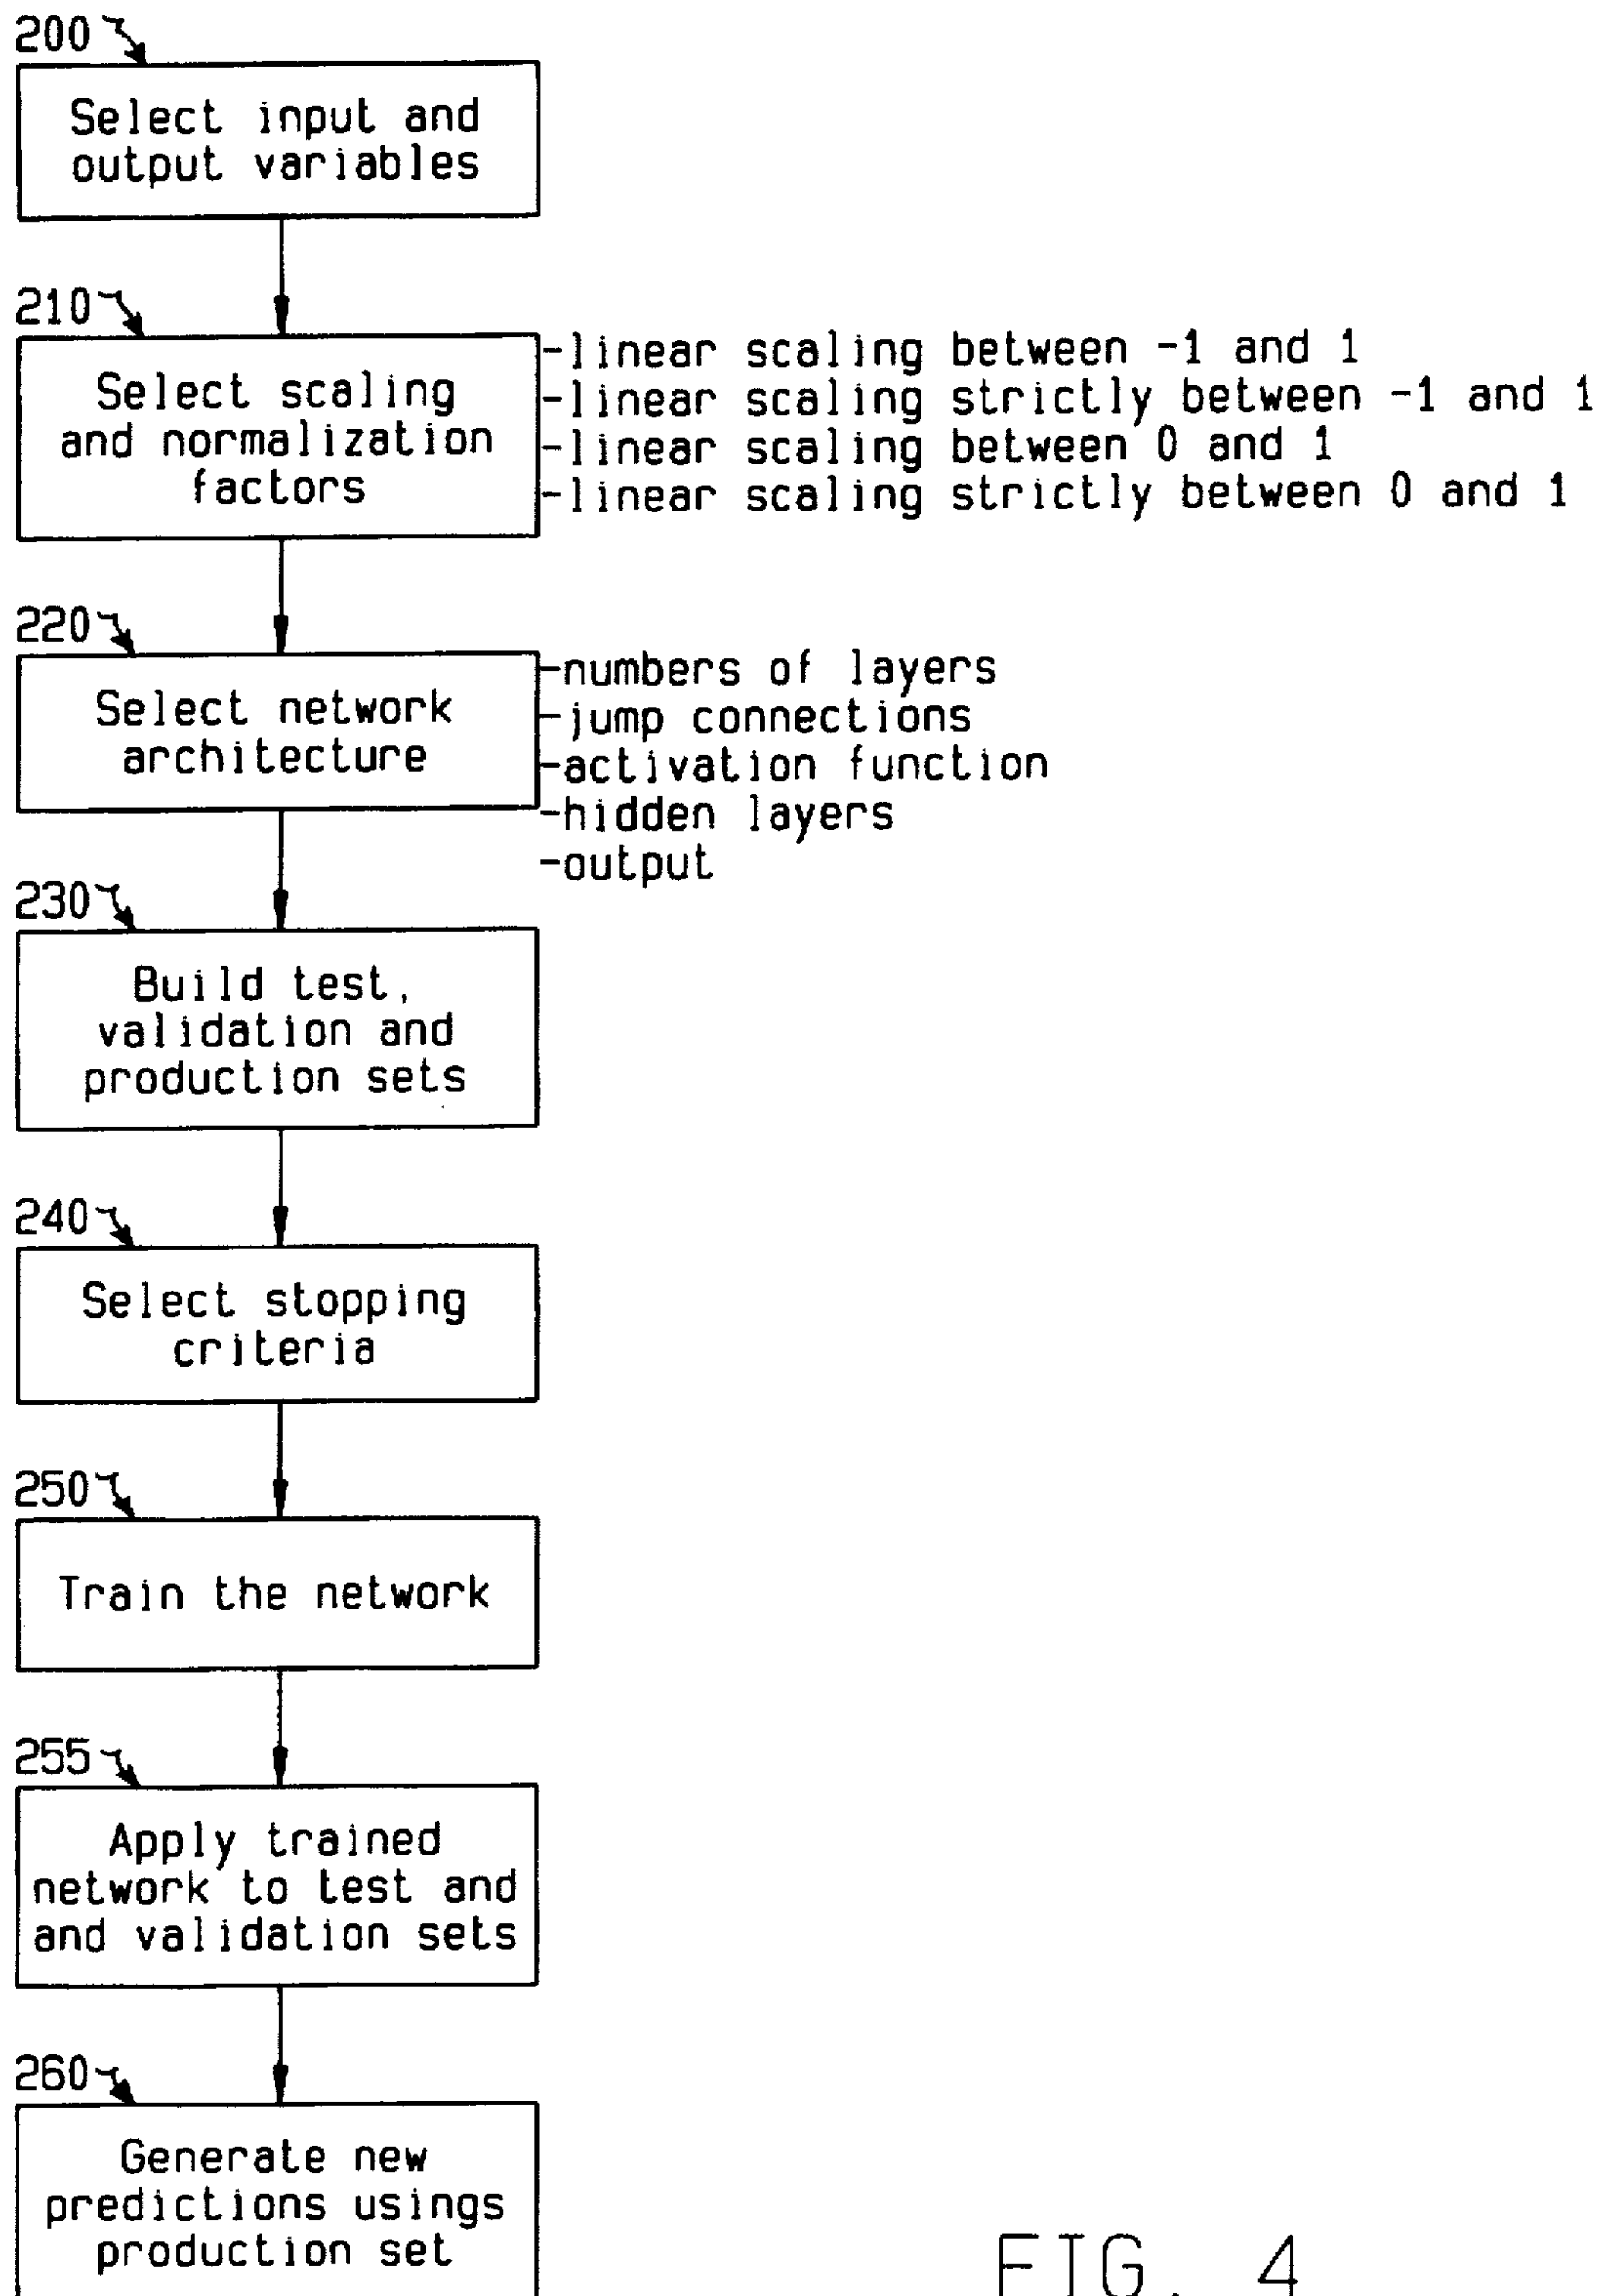 200
Select input and
output variables
210
Select scaling
and normalization
factors
-linear scaling between -1 and 1
-linear scaling strictly between -1 and 1
-linear scaling between 0 and 1
-linear scaling strictly between 0 and 1
220
Select network
architecture
-numbers of layers
-jump connections
-activation function
-hidden layers
-output
230
Build test,
validation and
production sets
240
Select stopping
criteria
250
Train the network
255
Apply trained
network to test and
and validation sets
260
Generate new
predictions usings
production set
FIG. 4